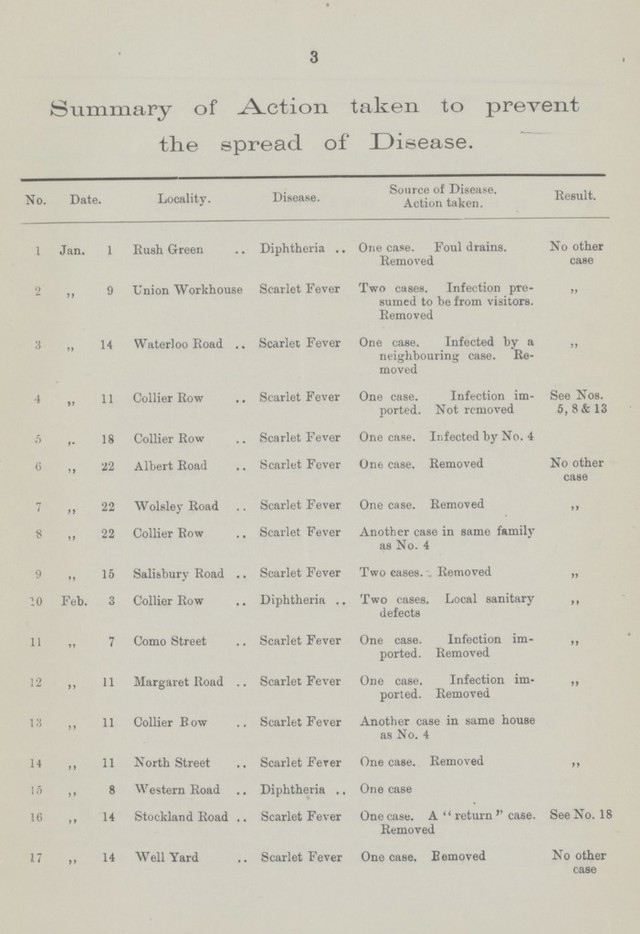 3
Summary of Action taken to prevent
the spread of Disease.
No. Date. Locality. Disease. Source of Disease. Action taken. Result.
1 Jan. 1 Rush Green .. Diphtheria .. One case. Foul drains. No other
Removed case
2 ,, 9 Union Workhouse Scarlet Fever Two cases. Infection pre- ,,
sumed to be from visitors.
Removed
3 ,, 14 Waterloo Road .. Scarlet Fever One case. Infected by a ,,
neighbouring case. Re-
moved
4 ,, 11 Collier Row .. Scarlet Fever One case. Infection im- See Nos.
ported. Not removed 5, 8 & 13
5 ,. 18 Collier Row .. Scarlet Fever One case. Infected by No. 4
6 ,, 22 Albert Road .. Scarlet Fever One case. Removed No other
case
7 ,, 22 Wolsley Road .. Scarlet Fever One case. Removed ,,
8 ,, 22 Collier Row .. Scarlet Fever Another case in same family
as No. 4
9 ,, 15 Salisbury Road .. Scarlet Fever Two cases. Removed ,,
10 Feb. 3 Collier Row .. Diphtheria .. Two cases. Local sanitary ,,
defects
11 ,, 7 Como Street .. Scarlet Fever One case. Infection im- ,,
ported. Removed
12 ,, 11 Margaret Road .. Scarlet Fever One case. Infection im- ,,
ported. Removed
13 ,, 11 Collier Row .. Scarlet Fever Another case in same house
as No. 4
14 ,, 11 North Street .. Scarlet Fever One case. Removed ,,
15 ,, 8 Western Road .. Diphtheria .. One case
16 ,, 14 Stockland Road .. Scarlet Fever One case. A "return" case. See No. 18
Removed
17 ,, 14 Well Yard .. Scarlet Fever One case. Removed No other
case